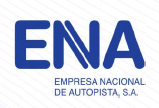 ENA
EMPRESA NACIONAL
DE AUTOPISTA, S.A.